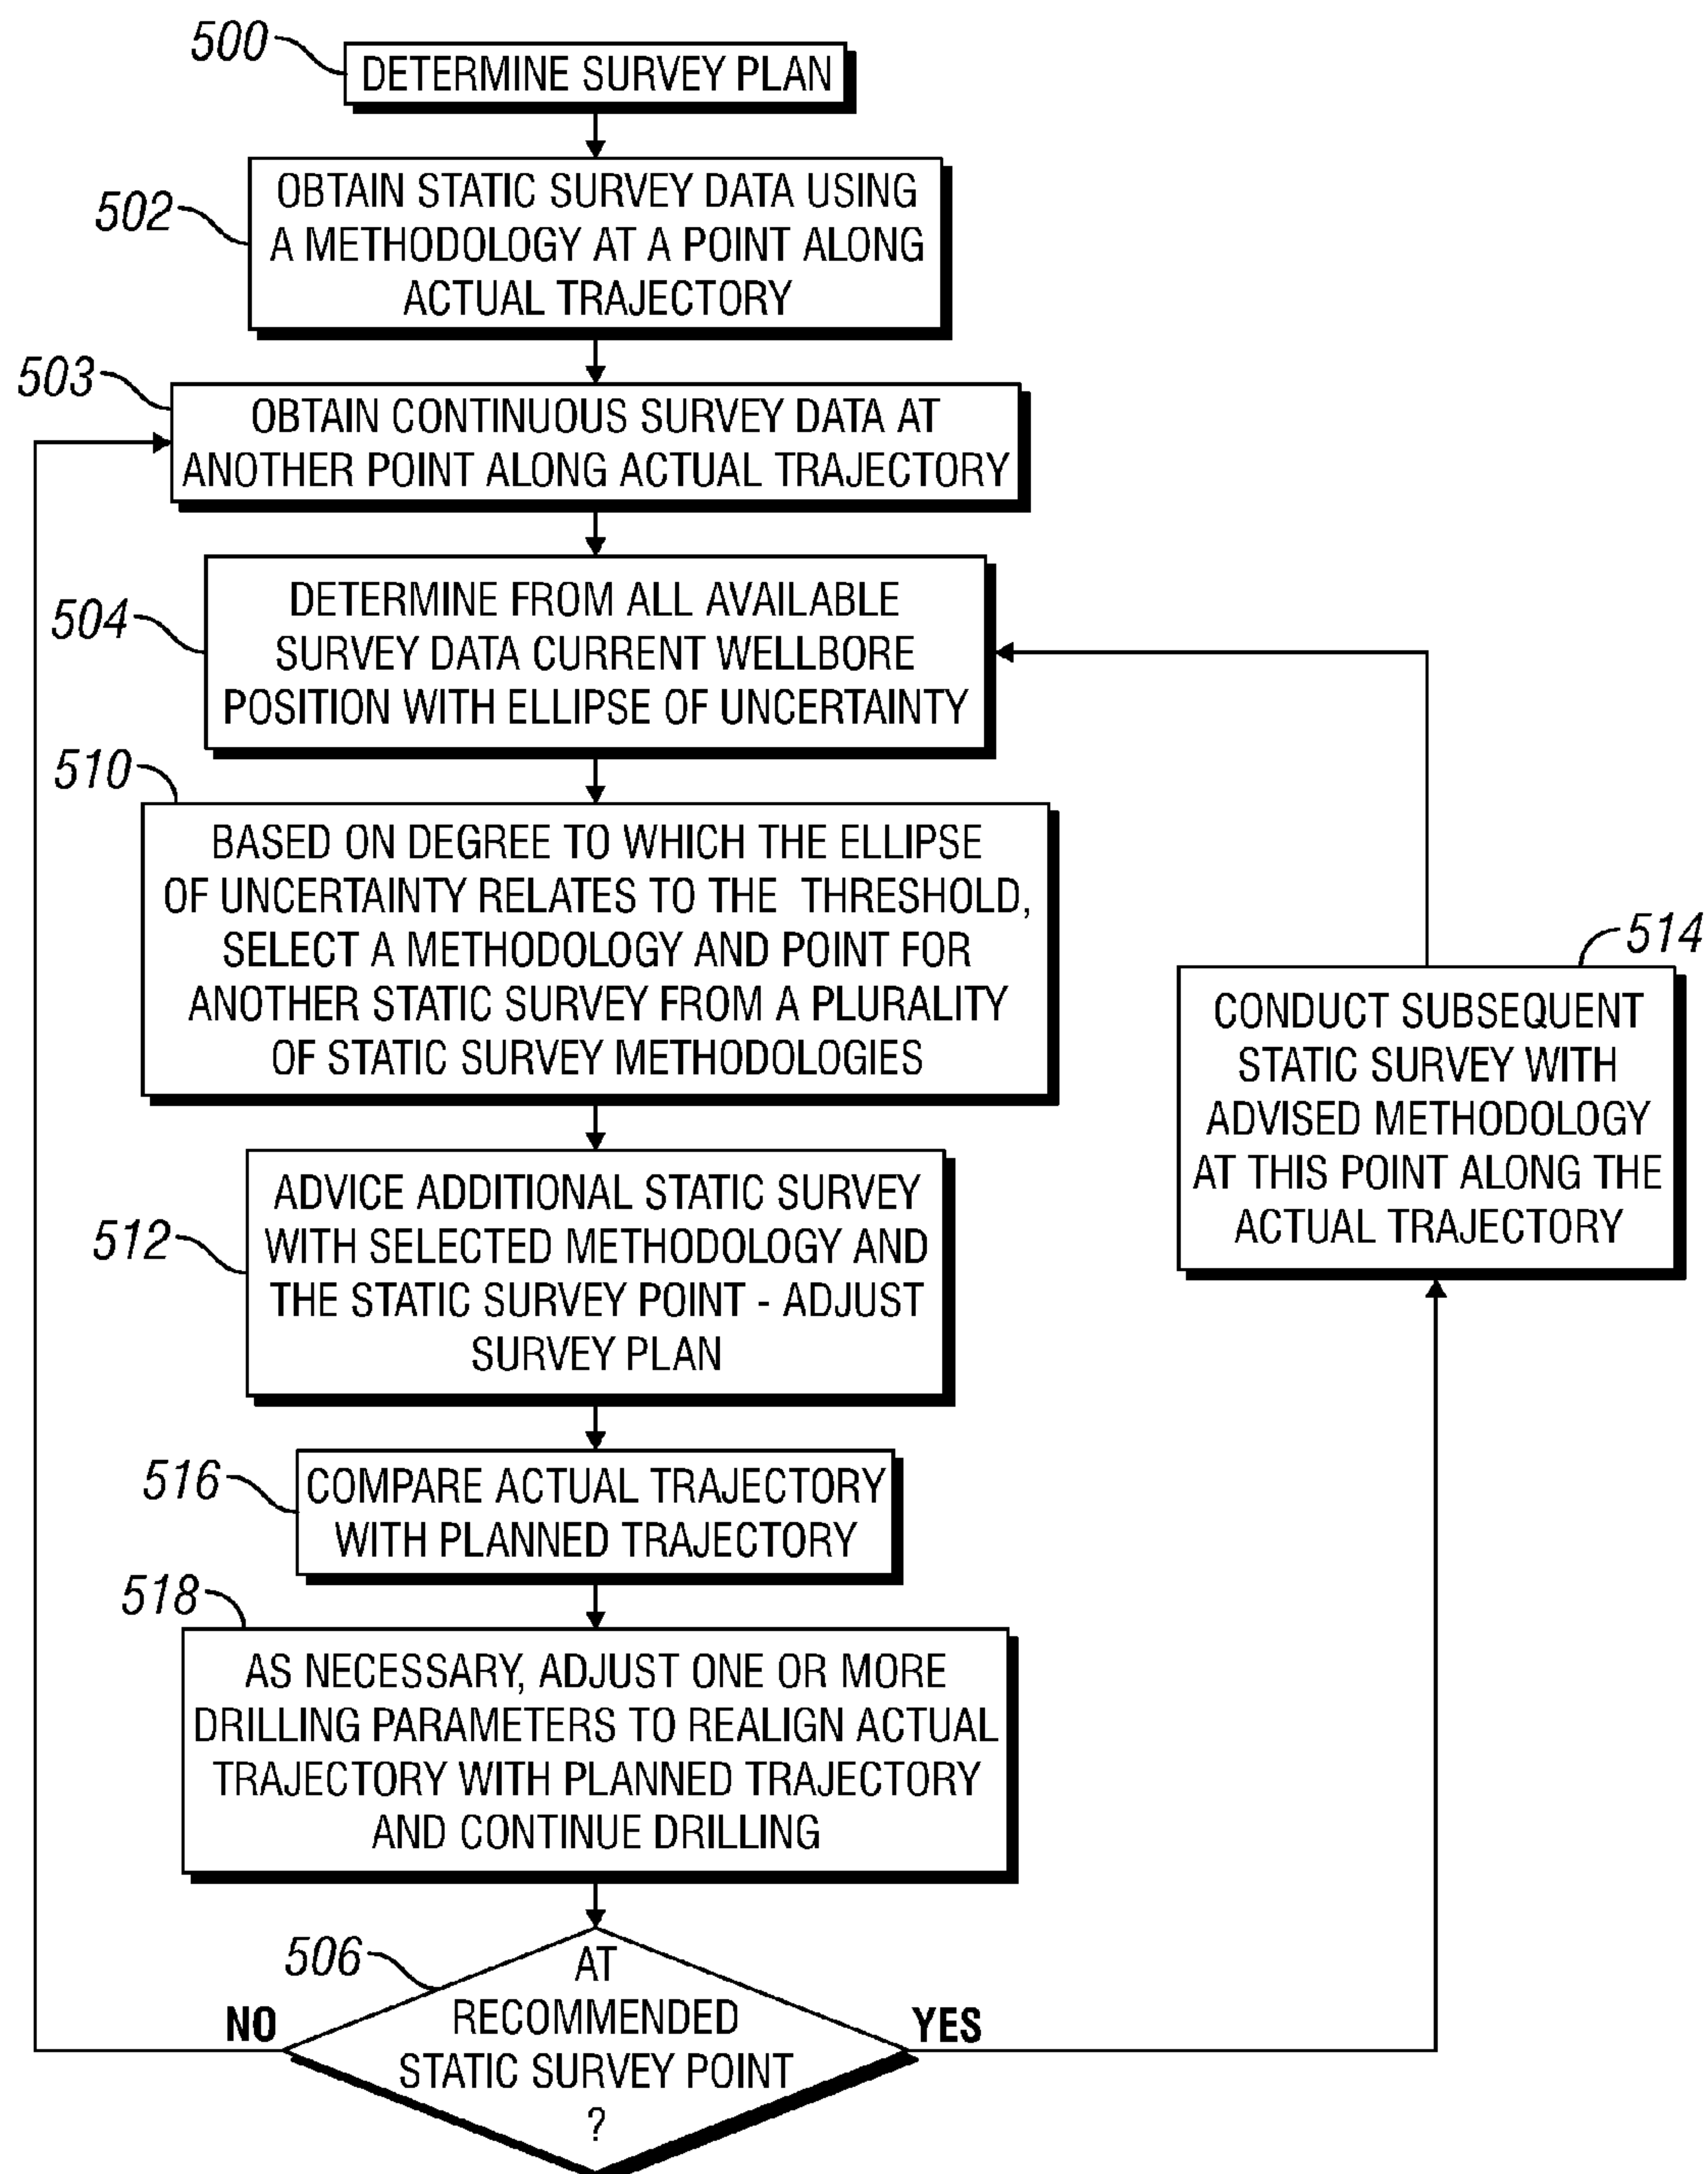 500
DETERMINE SURVEY PLAN
502
OBTAIN STATIC SURVEY DATA USING
A METHODOLOGY AT A POINT ALONG
ACTUAL TRAJECTORY
503
OBTAIN CONTINUOUS SURVEY DATA AT
ANOTHER POINT ALONG ACTUAL TRAJECTORY
504
DETERMINE FROM ALL AVAILABLE
SURVEY DATA CURRENT WELLBORE
POSITION WITH ELLIPSE OF UNCERTAINTY
510
BASED ON DEGREE TO WHICH THE ELLIPSE
OF UNCERTAINTY RELATES TO THE THRESHOLD,
SELECT A METHODOLOGY AND POINT FOR
ANOTHER STATIC SURVEY FROM A PLURALITY
OF STATIC SURVEY METHODOLOGIES
514
CONDUCT SUBSEQUENT
STATIC SURVEY WITH
ADVISED METHODOLOGY
AT THIS POINT ALONG THE
ACTUAL TRAJECTORY
512
ADVICE ADDITIONAL STATIC SURVEY
WITH SELECTED METHODOLOGY AND
THE STATIC SURVEY POINT - ADJUST
SURVEY PLAN
516
COMPARE ACTUAL TRAJECTORY
WITH PLANNED TRAJECTORY
518
AS NECESSARY, ADJUST ONE OR MORE
DRILLING PARAMETERS TO REALIGN ACTUAL
TRAJECTORY WITH PLANNED TRAJECTORY
AND CONTINUE DRILLING
506
AT
RECOMMENDED
STATIC SURVEY POINT
?
NO
YES